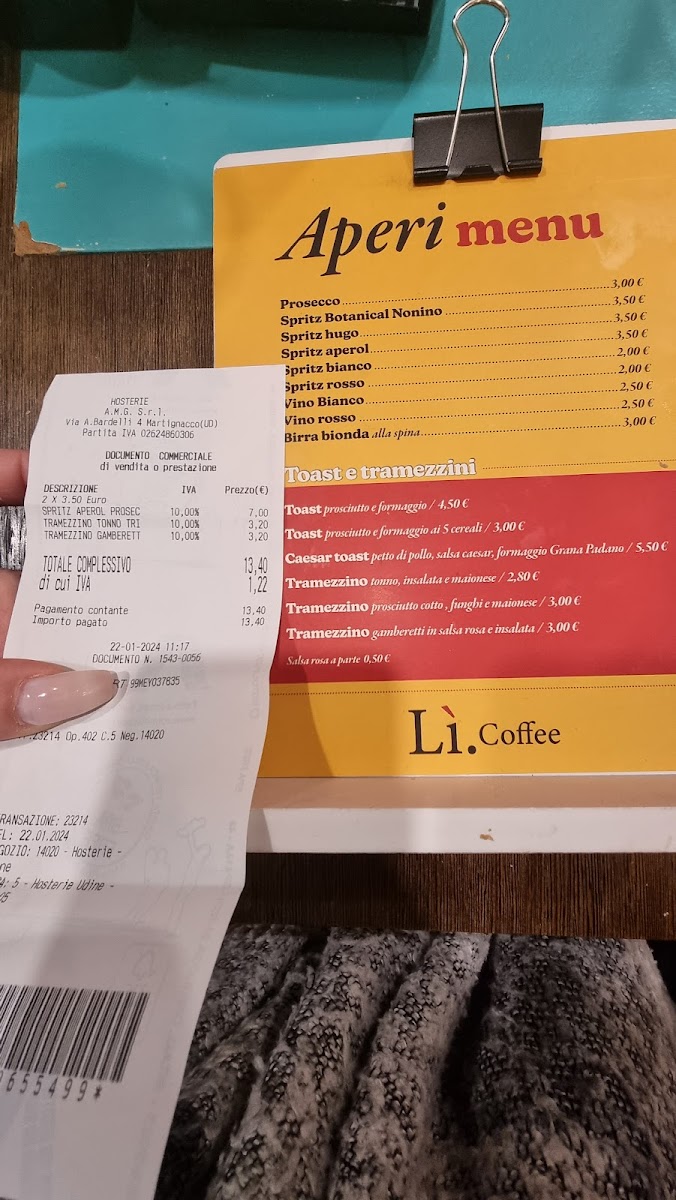 Aperi menu
Prosecco 3,00 €
Spritz Botanical Nonino 3,50 €
Spritz hugo 3,50 €
Spritz aperol 3,50 €
Spritz bianco 2,00 €
Spritz rosso 2,00 €
Vino Bianco 2,50 €
Vino rosso 2,50 €
Birra bionda alla spina 3,00 €
Toast e tramezzini
Toast prosciutto e formaggio / 4,50 €
Toast prosciutto e formaggio ai 5 cereali / 3,00 €
Caesar toast petto di pollo, salsa caesar, formaggio Grana Padano / 5,50 €
Tramezzino tonno, insalata e maionese / 2,80 €
Tramezzino prosciutto cotto , funghi e maionese / 3,00 €
Tramezzino gamberetti in salsa rosa e insalata / 3,00 €
Salsa rosa a parte 0,50 €
Lì. Coffee
HOSTERIE
A.M.G. S.r.l.
Via A.Bardelli 4 Martignacco(UD)
Partita IVA 02624860306
DOCUMENTO COMMERCIALE
di vendita o prestazione
DESCRIZIONE IVA Prezzo(€)
2 X 3.50 Euro
SPRITZ APEROL PROSEC 10,00% 7,00
TRAMEZZINO TONNO TRI 10,00% 3,20
TRAMEZZINO GAMBERETT 10,00% 3,20
TOTALE COMPLESSIVO 13,40
di cui IVA 1,22
Pagamento contante 13,40
Importo pagato 13,40
22-01-2024 11:17
DOCUMENTO N. 1543-0056
RT 99MEY037835
23214 Op.402 C.5 Neg.14020
RANSAZIONE: 23214
EL: 22.01.2024
GOZIO: 14020 - Hosterie -
ne
A: 5 - Hosterie Udine -
05
655499*